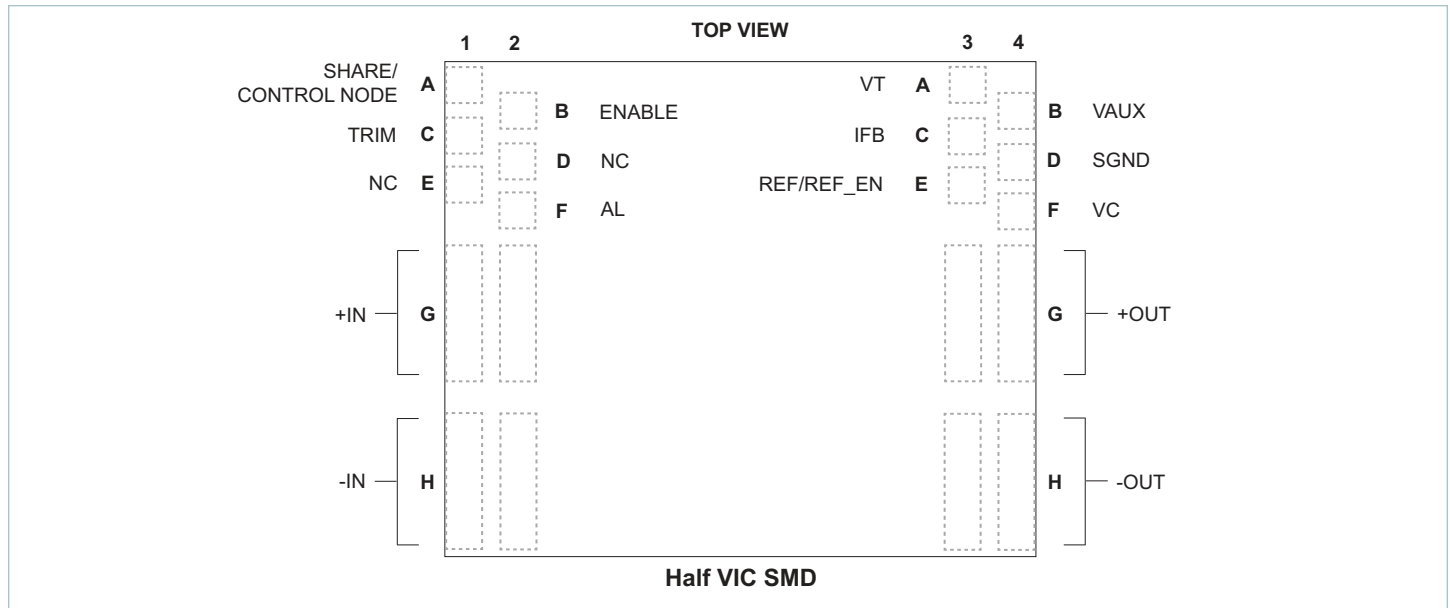 TOP VIEW
1 2 3 4
SHARE/
CONTROL NODE A
VT A
B ENABLE
B VAUX
TRIM C
IFB C
D NC
D SGND
NC E
REF/REF_EN E
F AL
F VC
+IN G
G +OUT
-IN H
H -OUT
Half VIC SMD